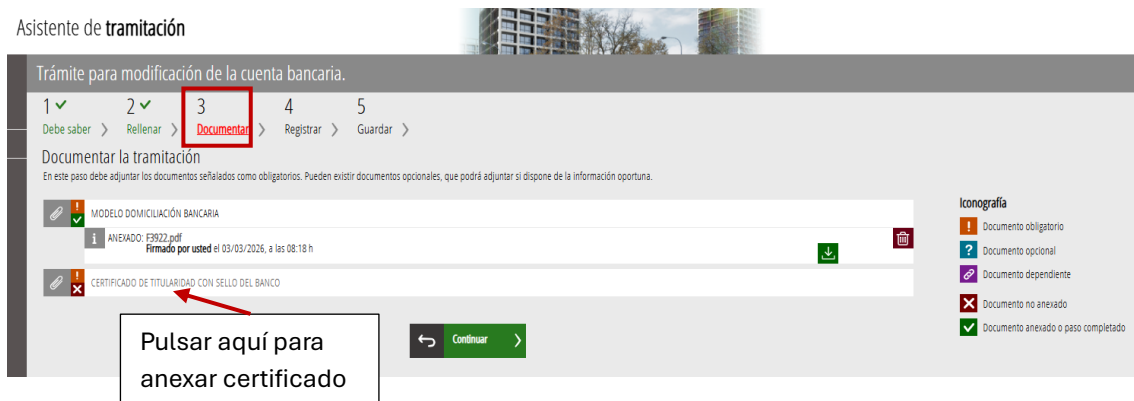 Asistente de tramitación
Trámite para modificación de la cuenta bancaria.
1 2 3 4 5
Debe saber Rellenar Documentar Registrar Guardar
Documentar la tramitación
En este paso debe adjuntar los documentos señalados como obligatorios. Pueden existir documentos opcionales, que podrá adjuntar si dispone de la información oportuna.
MODELO DOMICILIACIÓN BANCARIA
i ANEXADO: F3922.pdf
Firmado por usted el 03/03/2026, a las 08:18 h
CERTIFICADO DE TITULARIDAD CON SELLO DEL BANCO
Pulsar aquí para
anexar certificado
Continuar
Iconografía
! Documento obligatorio
? Documento opcional
Documento dependiente
Documento no anexado
Documento anexado o paso completado